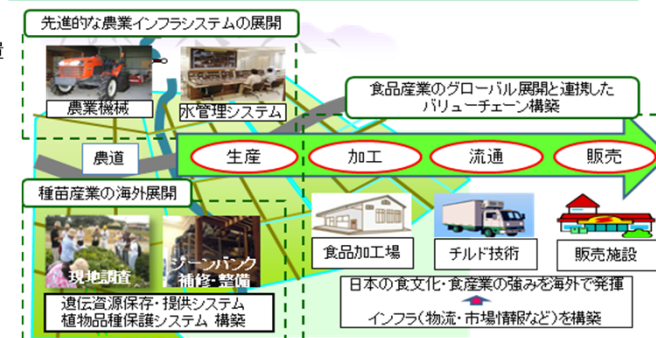 先進的な農業インフラシステムの展開
農業機械
水管理システム
食品産業のグローバル展開と連携した
バリューチェーン構築
農道
生産
加工
流通
販売
種苗産業の海外展開
現地調査
ジーンバンク
補修・整備
遺伝資源保存・提供システム
植物品種保護システム 構築
食品加工場
チルド技術
販売施設
日本の食文化・食産業の強みを海外で発揮
インフラ(物流・市場情報など)を構築